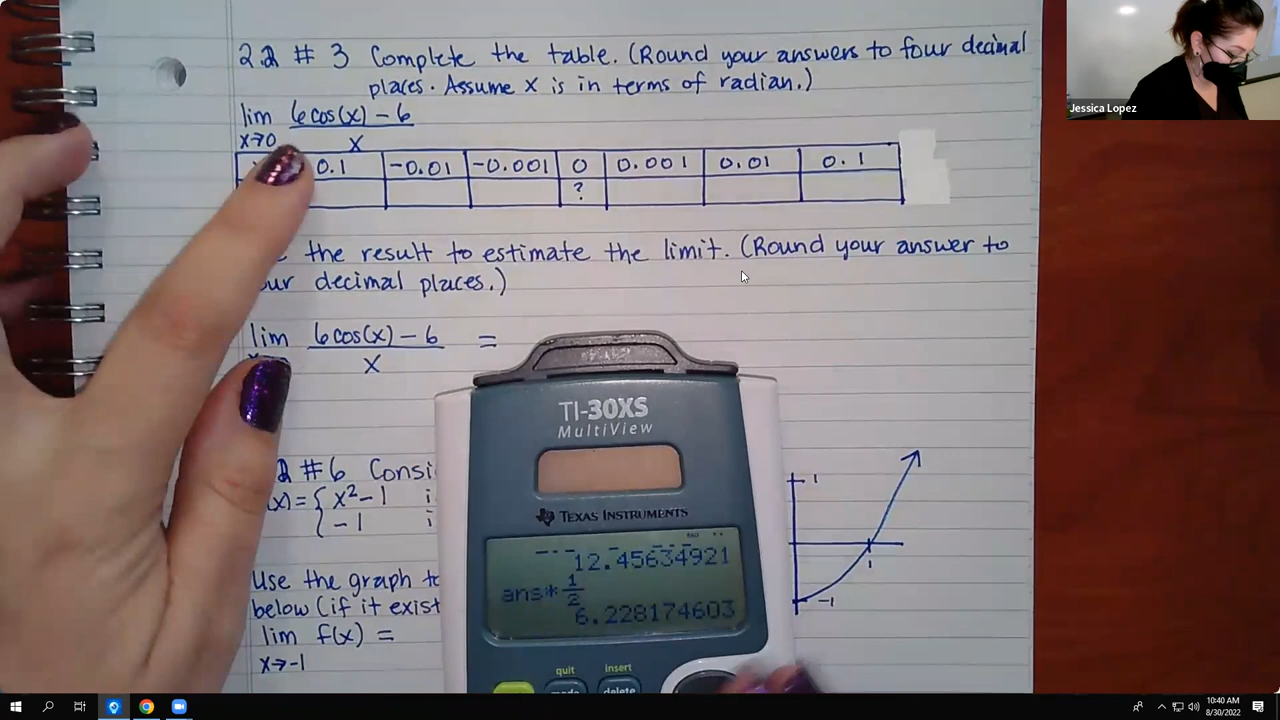 22 # 3 Complete the table. (Round your answers to four decimal
places. Assume x is in terms of radian.)
lim 6cos(x) - 6
x→0 x
0.1 -0.01 -0.001 0 0.001 0.01 0.1
?
the result to estimate the limit. (Round your answer to
decimal places.)
lim 6cos(x) - 6 =
x
# 6 Consi
(x) = { x² - 1 i
- 1 i
Use the graph to
below (if it exist
lim f(x) =
x→-1
1
1
-1
TI-30XS
MultiView
TEXAS INSTRUMENTS
12.45634921
ans*1/2
6.228174603
quit insert
mode delete
Jessica Lopez
10:40 AM
8/30/2022